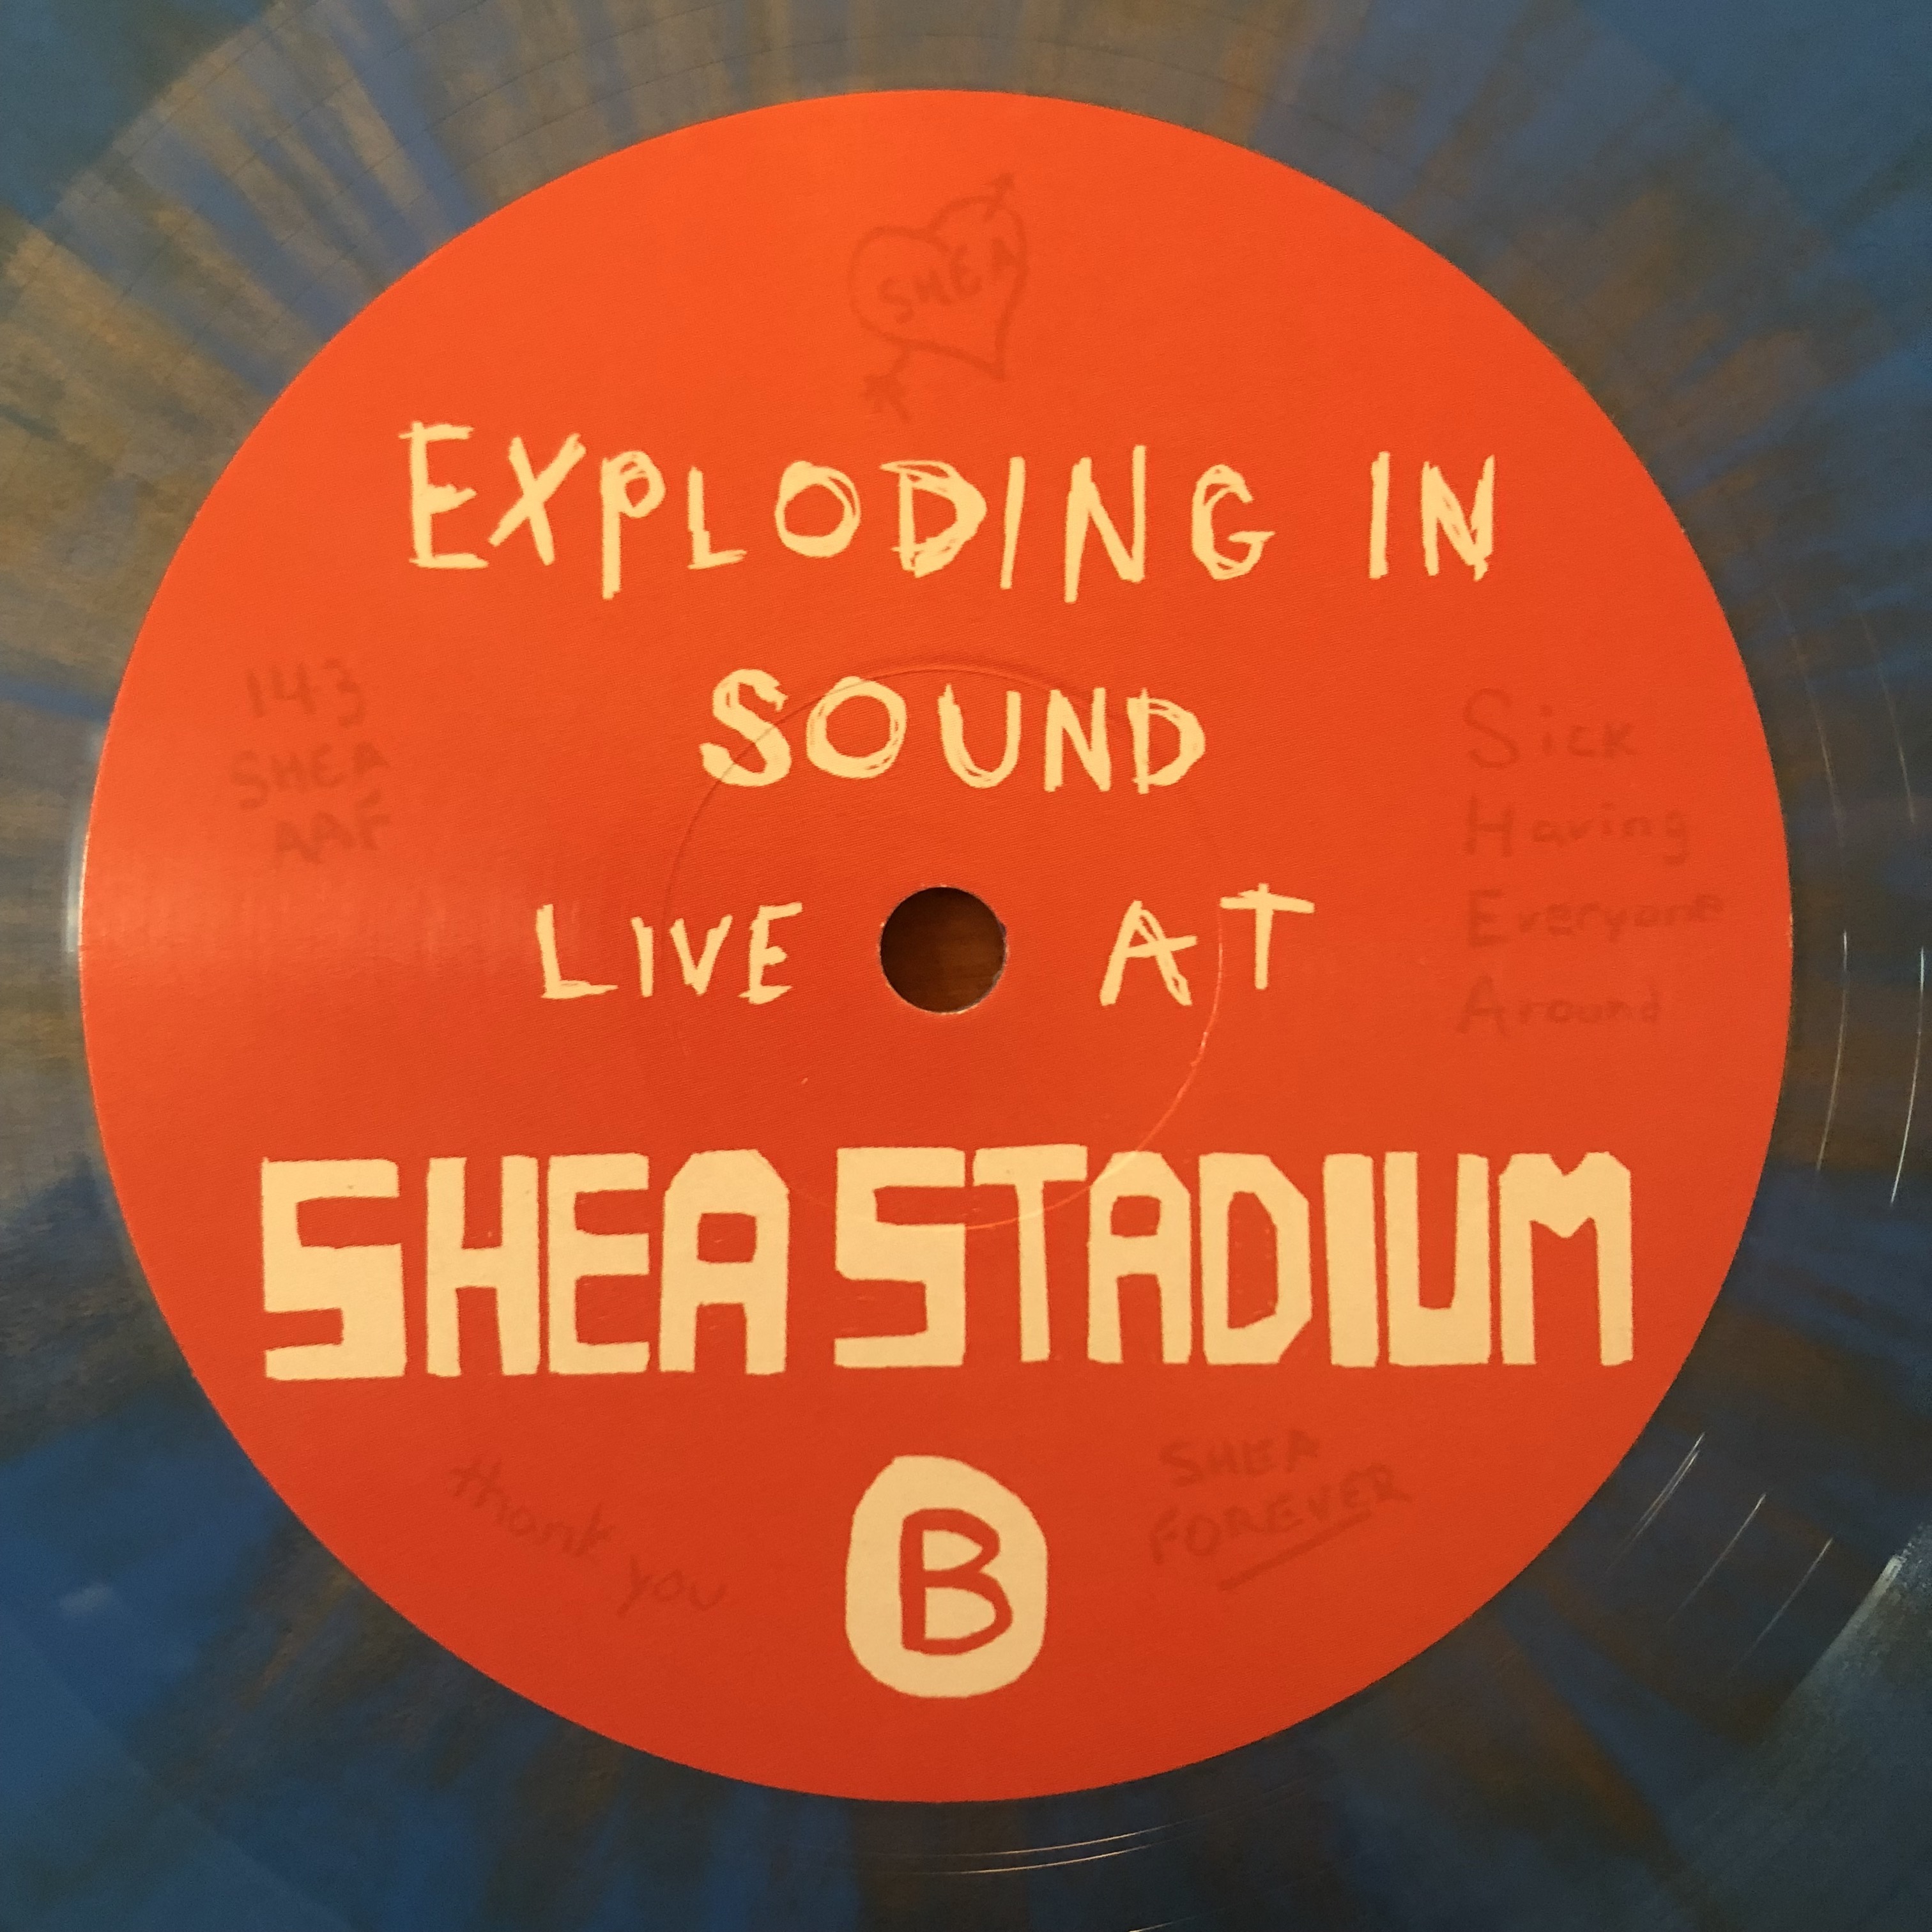 SHEA
EXPLODING IN
SOUND
143
SHEA
AAF
Sick
Having
Everyone
Around
LIVE AT
SHEA STADIUM
thank you
B
SHEA
FOREVER